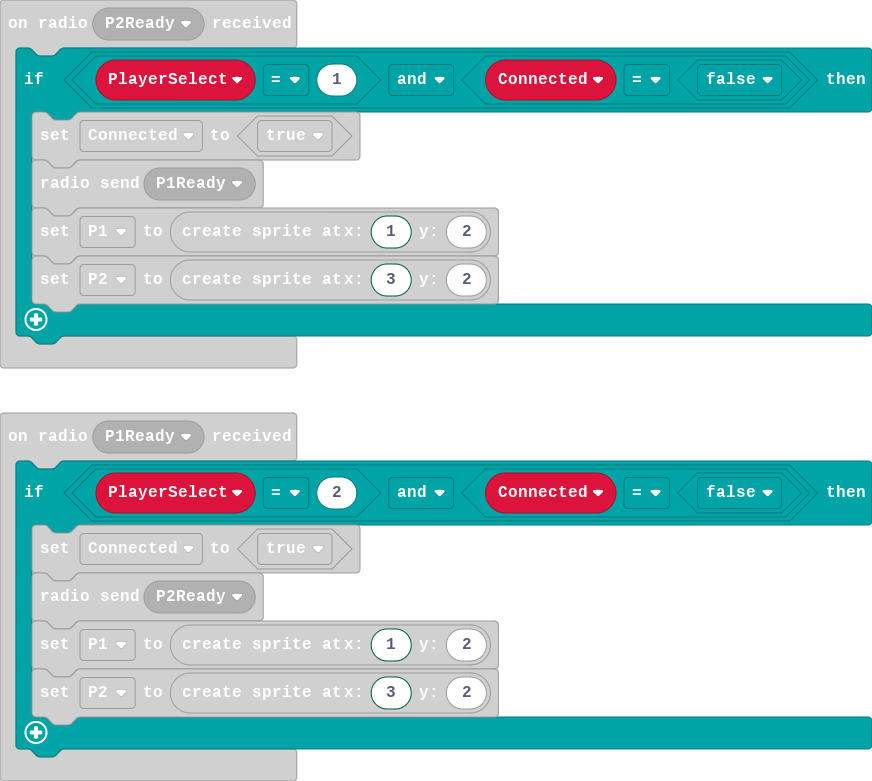 on radio P2Ready received
if PlayerSelect = 1 and Connected = false then
set Connected to true
radio send P1Ready
set P1 to create sprite at x: 1 y: 2
set P2 to create sprite at x: 3 y: 2
on radio P1Ready received
if PlayerSelect = 2 and Connected = false then
set Connected to true
radio send P2Ready
set P1 to create sprite at x: 1 y: 2
set P2 to create sprite at x: 3 y: 2